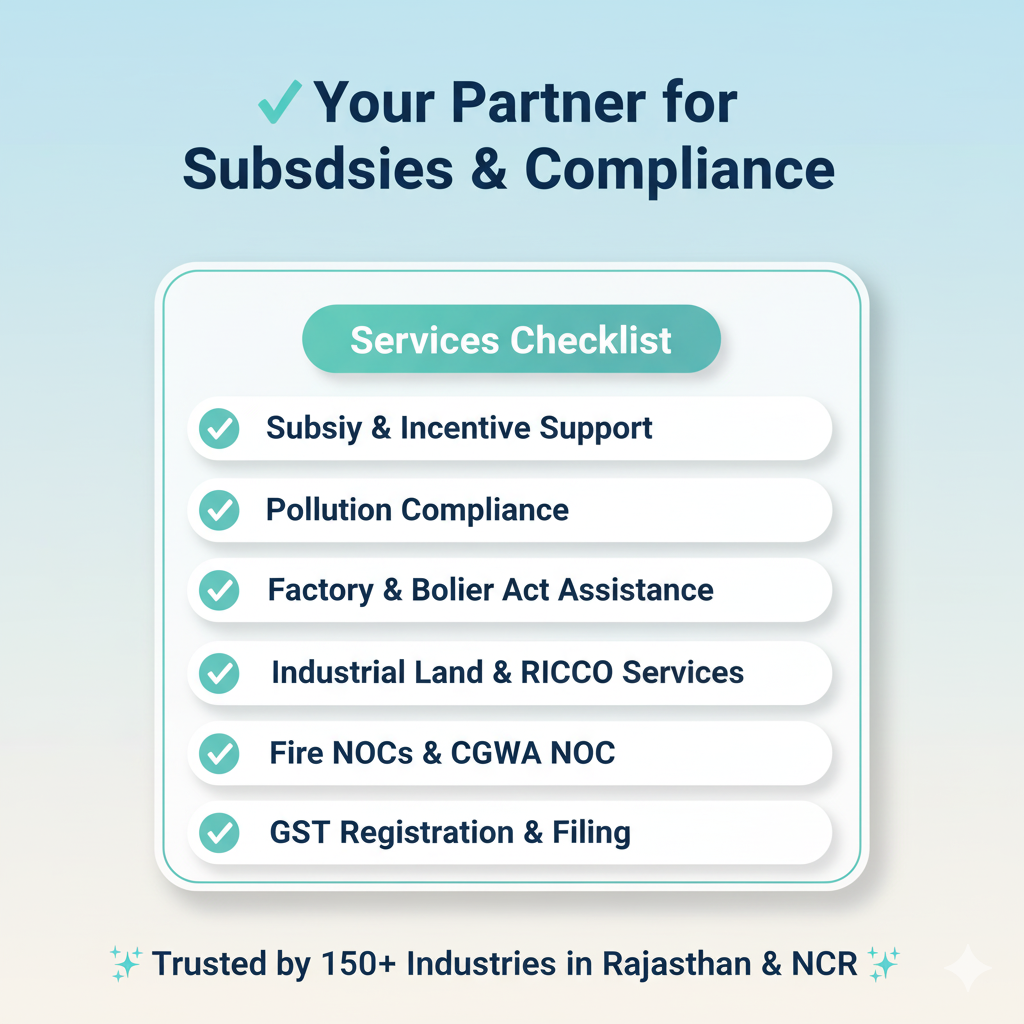 Your Partner for
Subsdsies & Compliance
Services Checklist
Subsiy & Incentive Support
Pollution Compliance
Factory & Bolier Act Assistance
Industrial Land & RICCO Services
Fire NOCs & CGWA NOC
GST Registration & Filing
Trusted by 150+ Industries in Rajasthan & NCR